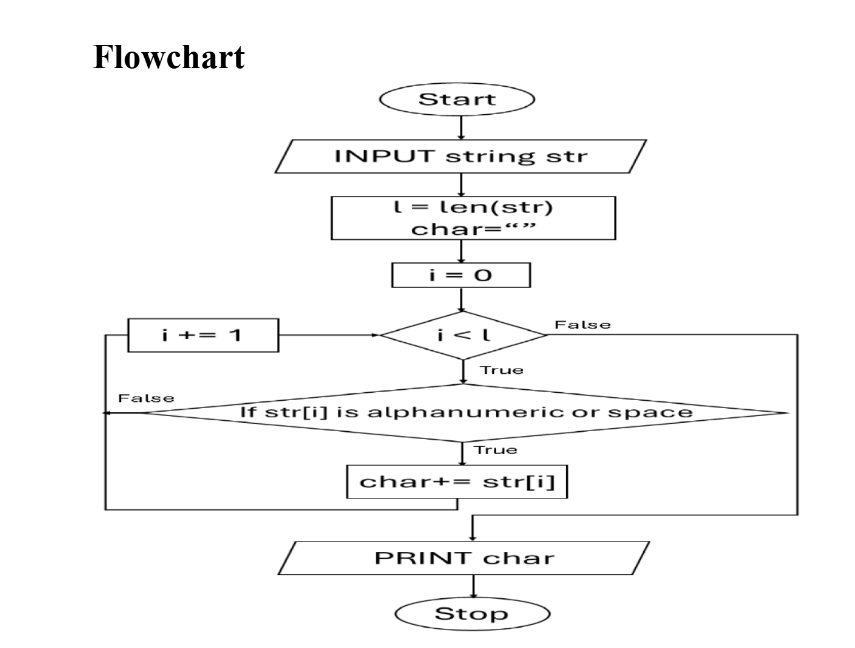 Flowchart
Start
INPUT string str
l = len(str)
char=“”
i = 0
i += 1
i < l
False
True
False
If str[i] is alphanumeric or space
True
char+= str[i]
PRINT char
Stop